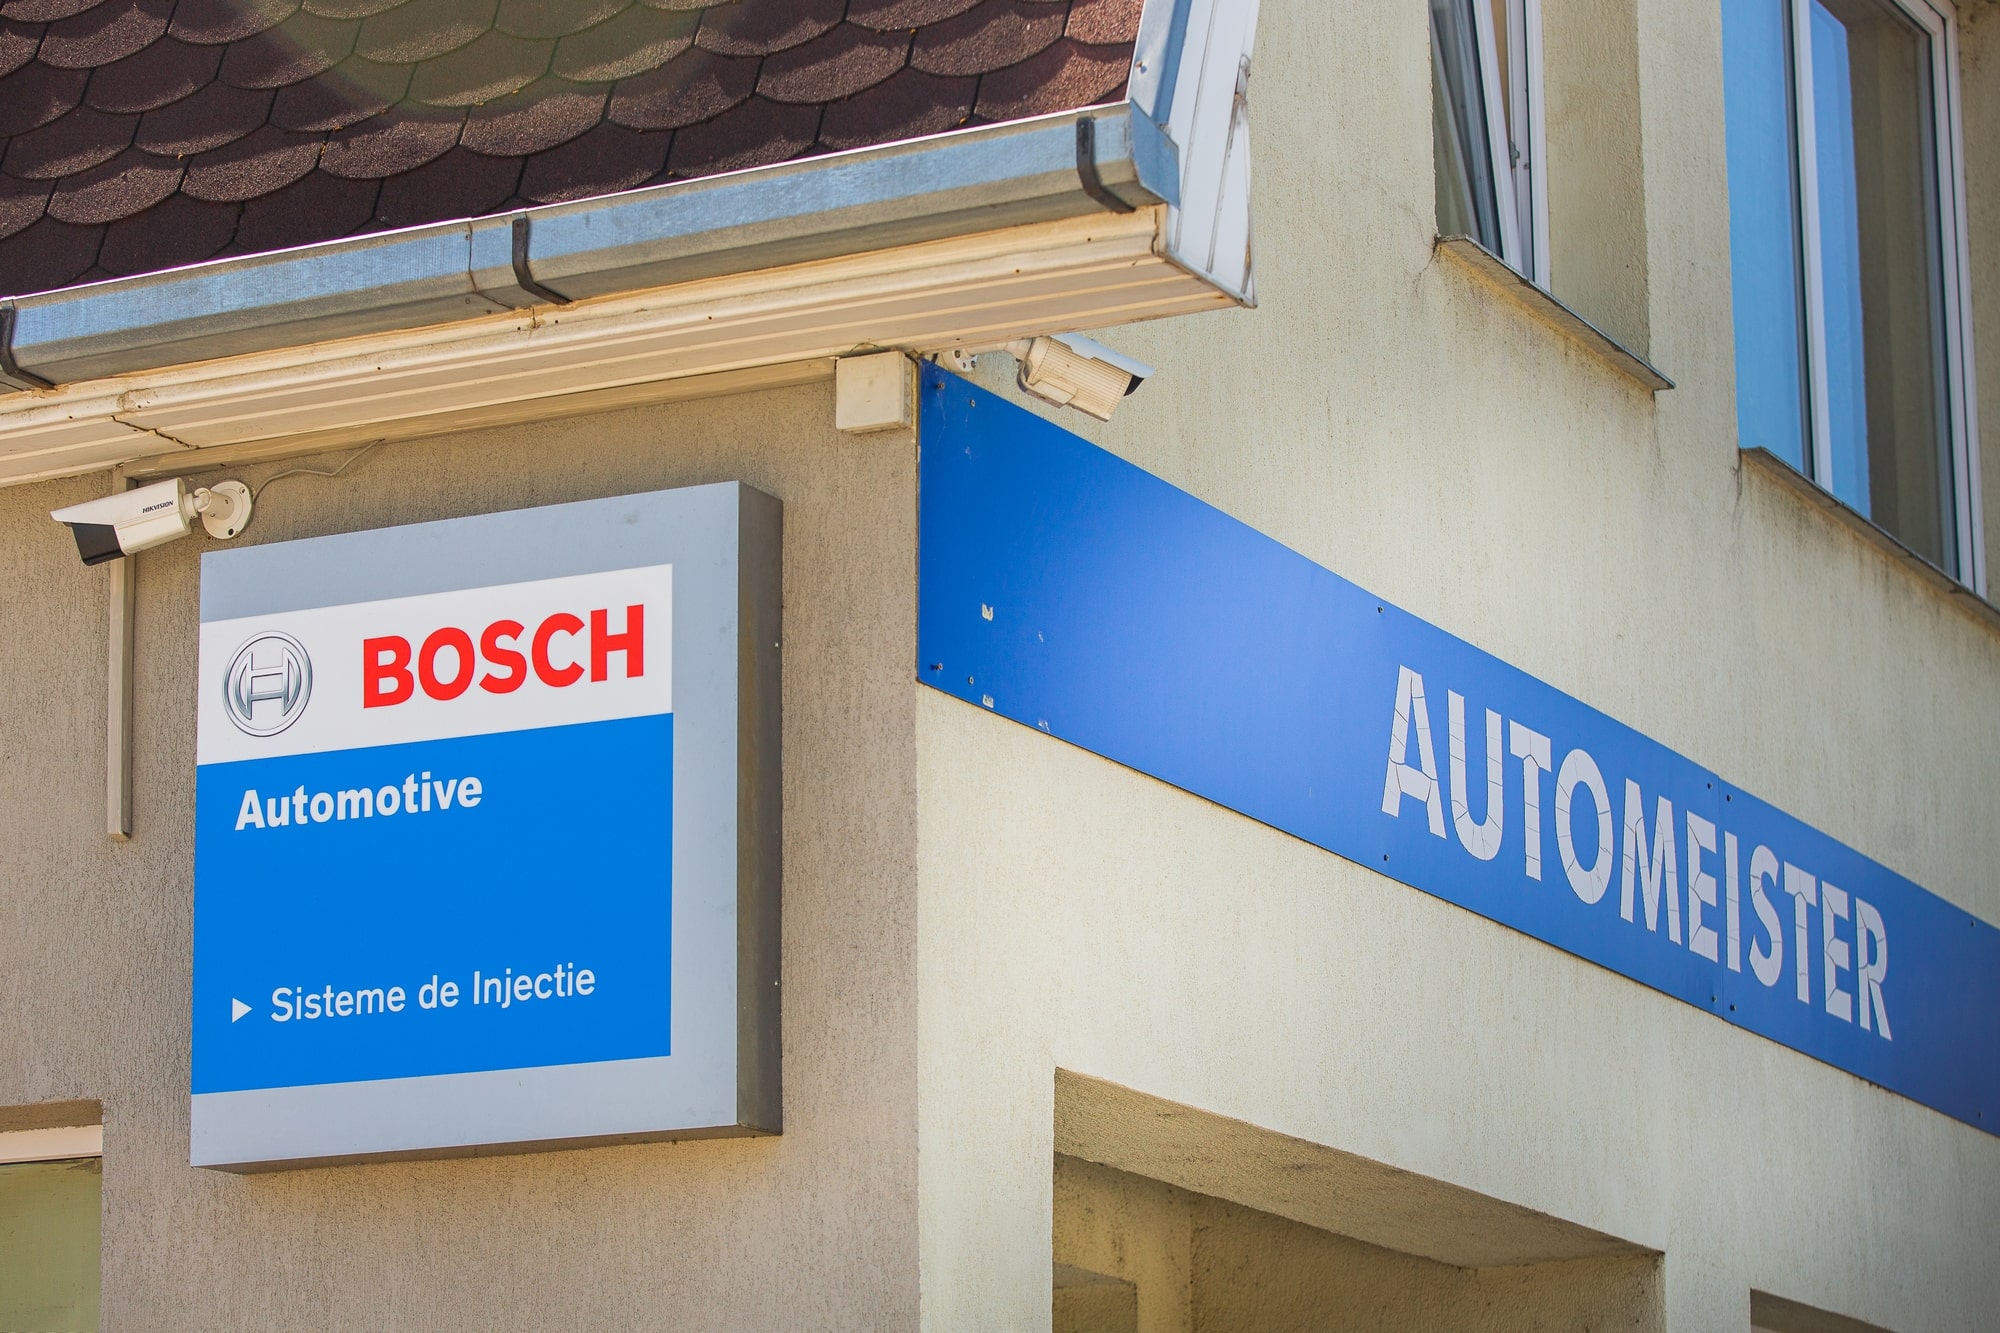 HIKVISION
BOSCH
Automotive
Sisteme de Injectie
AUTOMEISTER